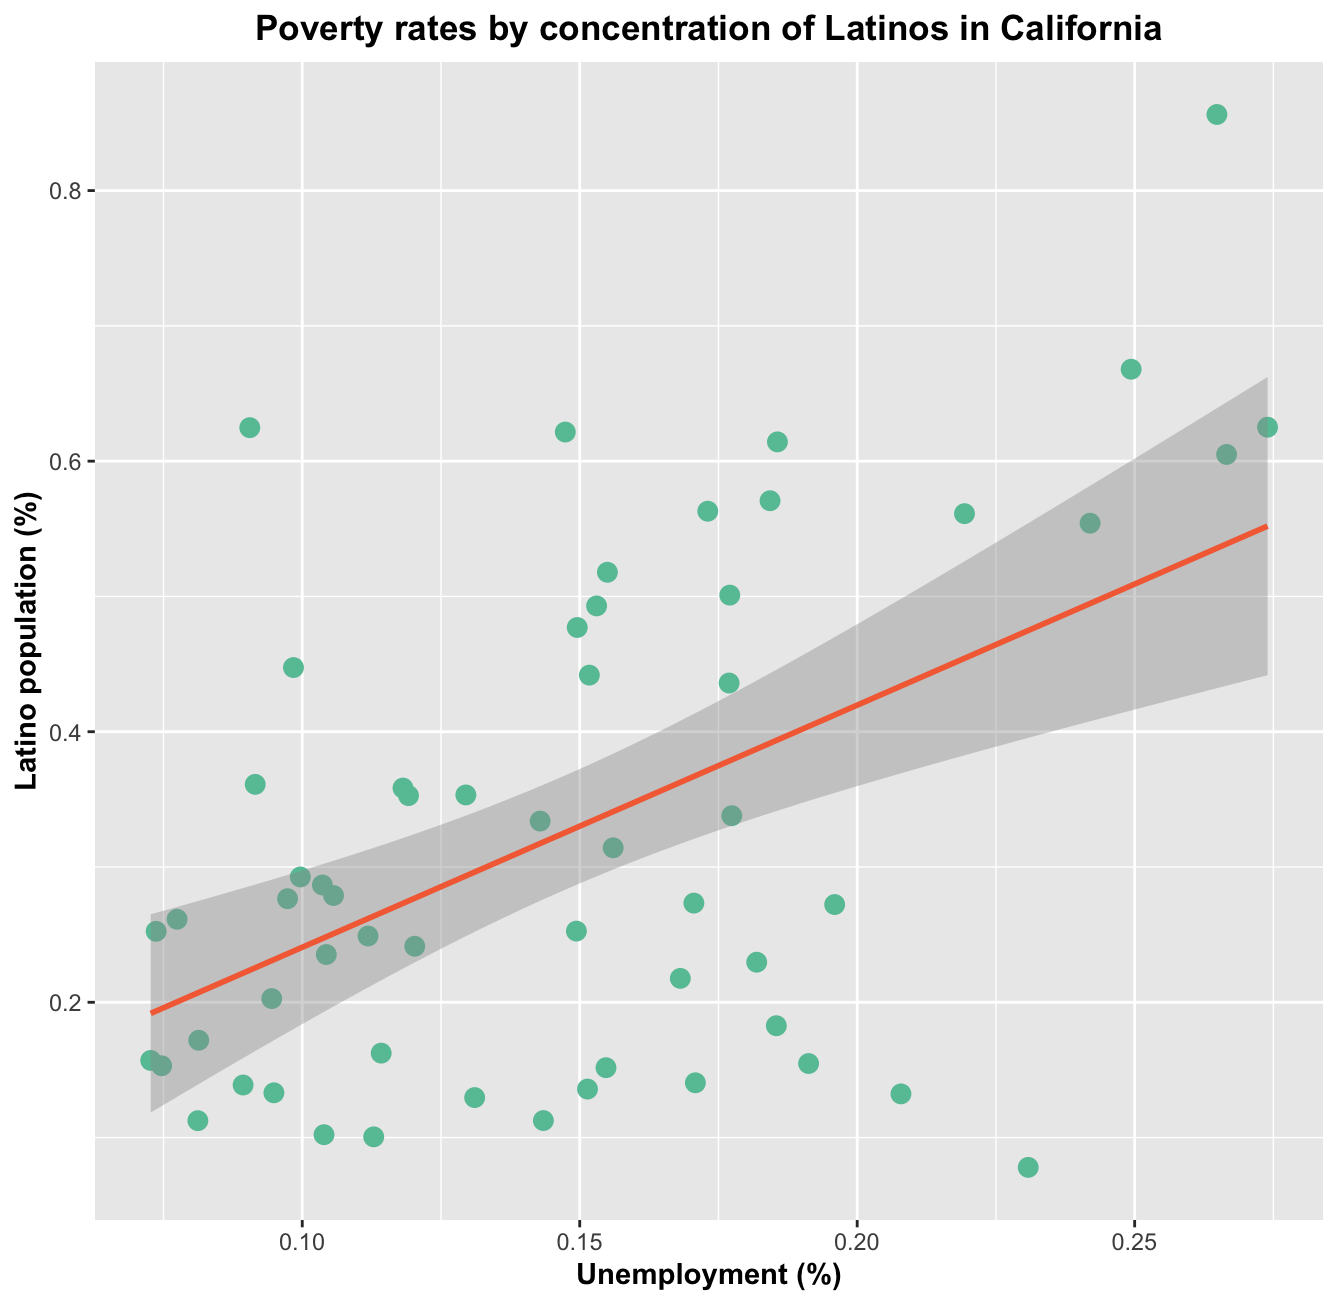 Poverty rates by concentration of Latinos in California
Latino population (%)
0.8
0.6
0.4
0.2
0.10 0.15 0.20 0.25
Unemployment (%)